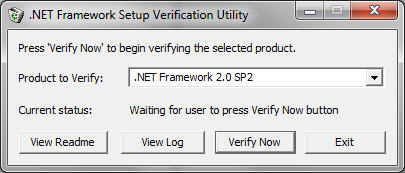 .NET Framework Setup Verification Utility
Press 'Verify Now' to begin verifying the selected product.
Product to Verify: .NET Framework 2.0 SP2
Current status: Waiting for user to press Verify Now button
View Readme View Log Verify Now Exit